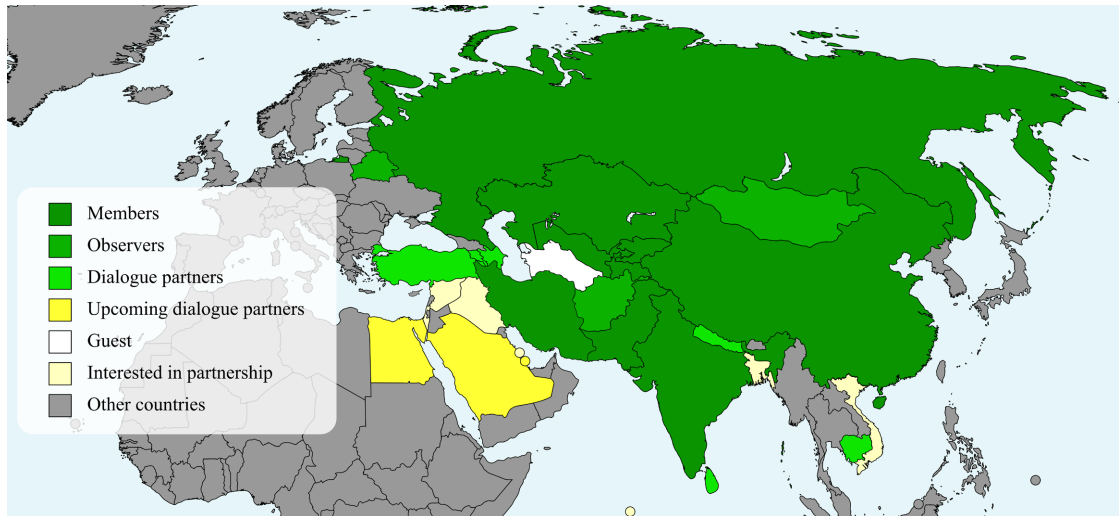 Members
Observers
Dialogue partners
Upcoming dialogue partners
Guest
Interested in partnership
Other countries